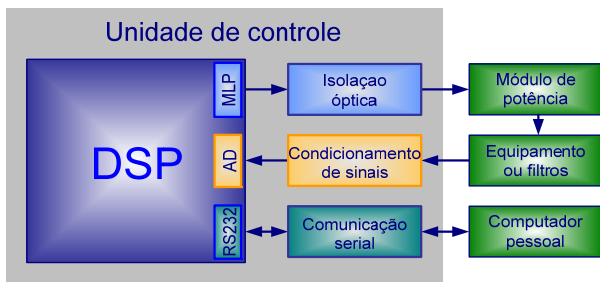 Unidade de controle
DSP
MLP
Isolaçao
óptica
Módulo de
potência
AD
Condicionamento
de sinais
Equipamento
ou filtros
RS232
Comunicação
serial
Computador
pessoal